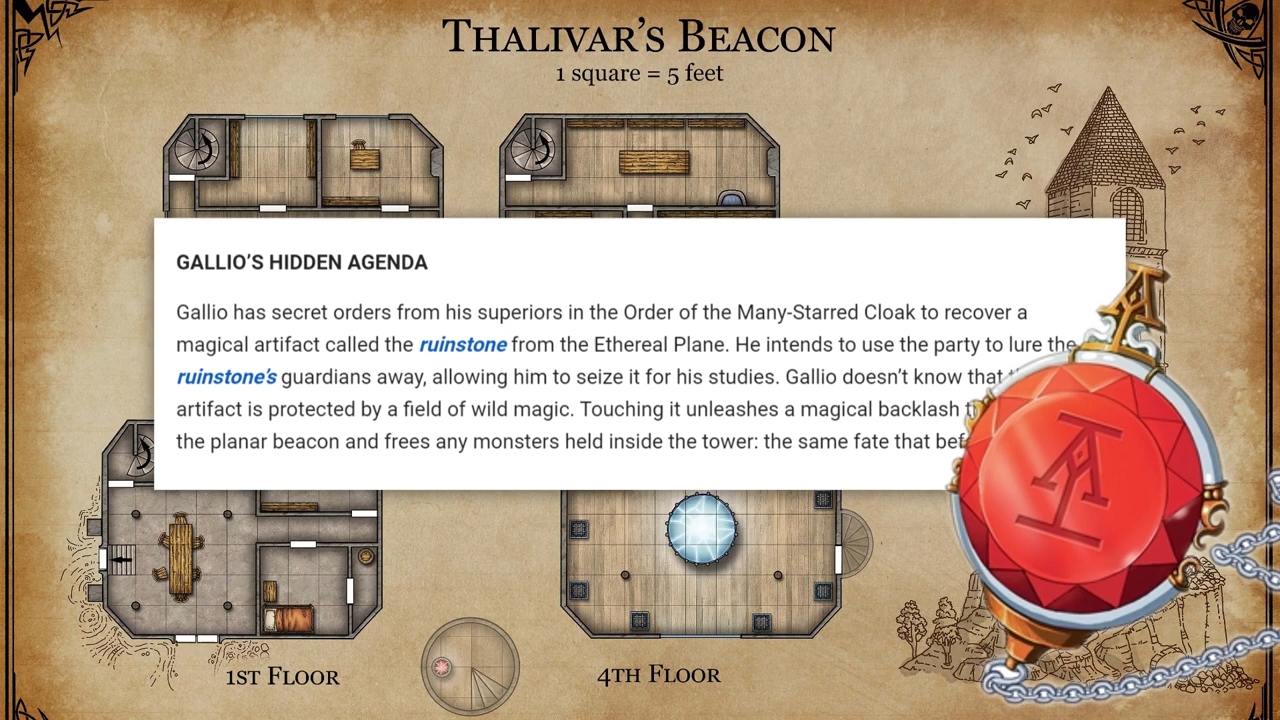 THALIVAR'S BEACON
1 square = 5 feet
GALLIO'S HIDDEN AGENDA
Gallio has secret orders from his superiors in the Order of the Many-Starred Cloak to recover a
magical artifact called the ruinstone from the Ethereal Plane. He intends to use the party to lure the
ruinstone's guardians away, allowing him to seize it for his studies. Gallio doesn't know that
artifact is protected by a field of wild magic. Touching it unleashes a magical backlash
the planar beacon and frees any monsters held inside the tower: the same fate that
1ST FLOOR
4TH FLOOR